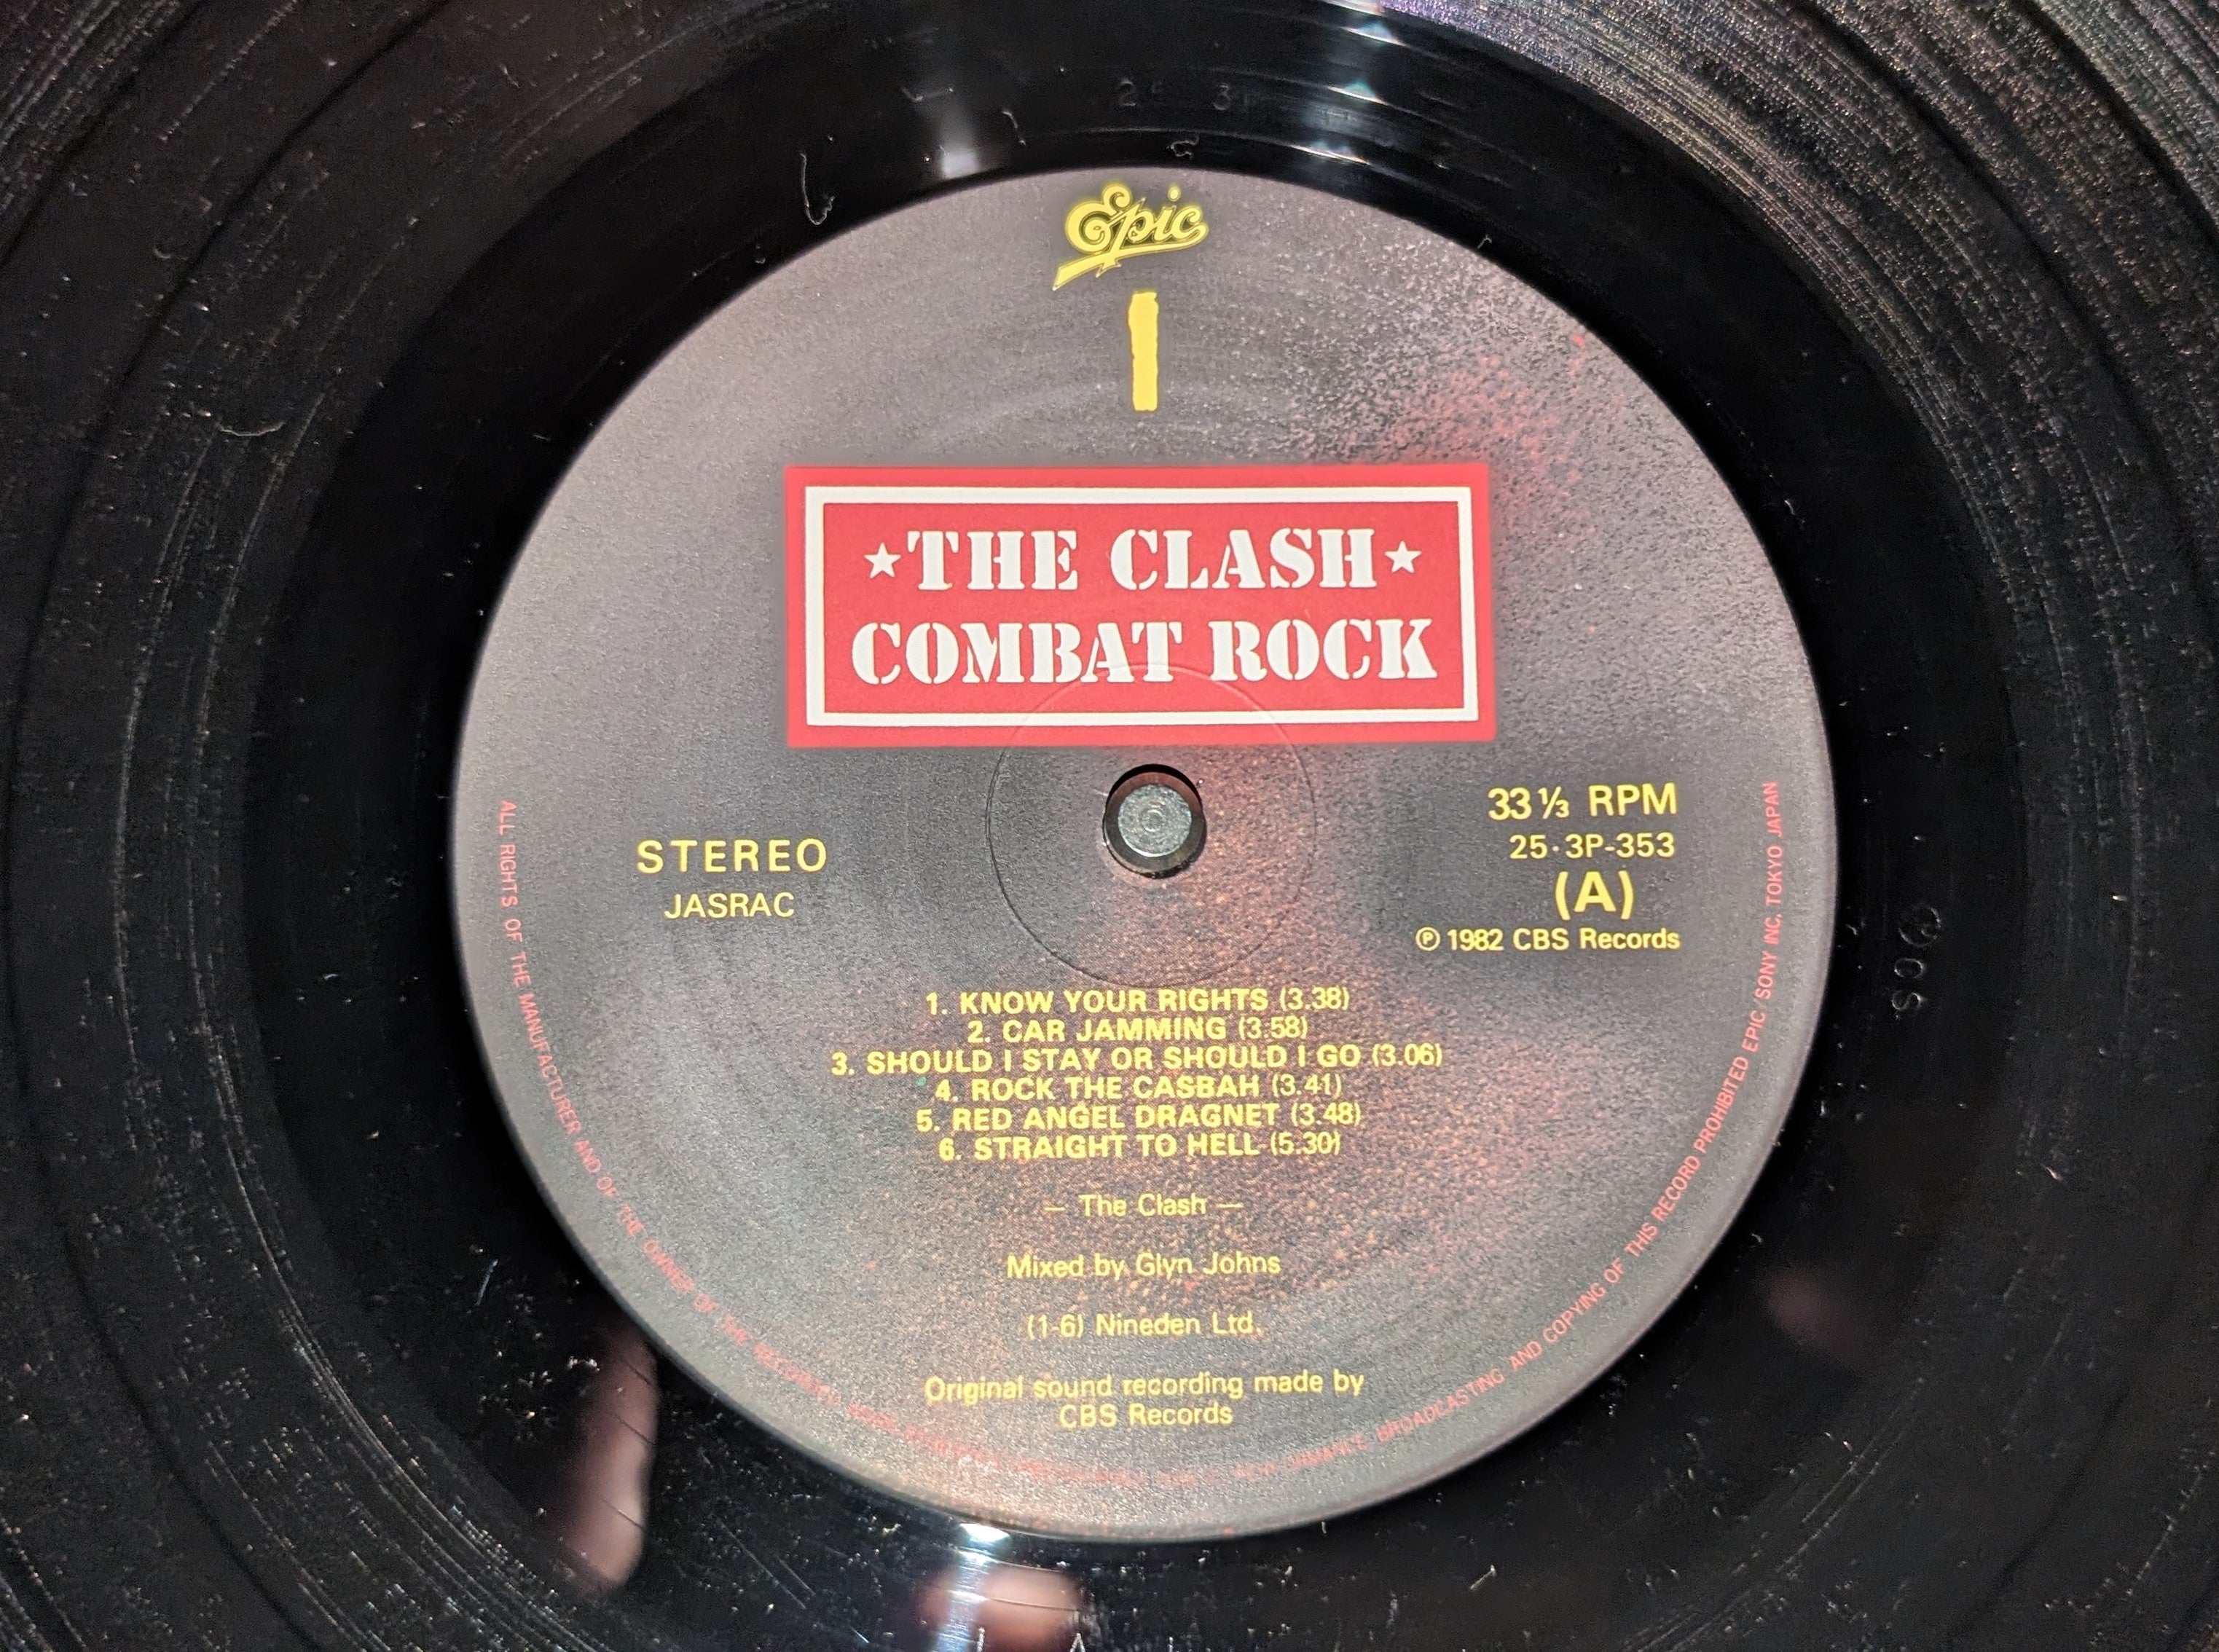 Epic
1
★THE CLASH★
COMBAT ROCK
STEREO
JASRAC
33⅓ RPM
25·3P-353
(A)
Ⓟ 1982 CBS Records
1. KNOW YOUR RIGHTS (3.38)
2. CAR JAMMING (3.58)
3. SHOULD I STAY OR SHOULD I GO (3.06)
4. ROCK THE CASBAH (3.41)
5. RED ANGEL DRAGNET (3.48)
6. STRAIGHT TO HELL (5.30)
— The Clash —
Mixed by Glyn Johns
(1-6) Nineden Ltd.
Original sound recording made by
CBS Records
ALL RIGHTS OF THE MANUFACTURER AND OF THE OWNER OF THE RECORDED PERFORMANCE BROADCASTING AND COPYING OF THIS RECORD PROHIBITED EPIC/SONY INC. TOKYO JAPAN